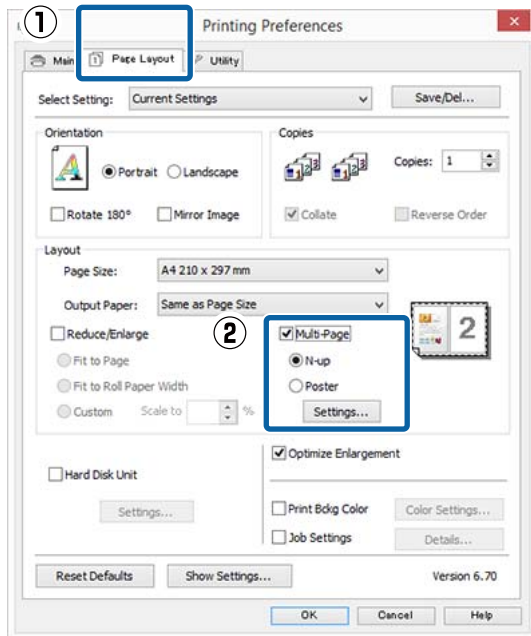 ①
Printing Preferences
×
Main Page Layout Utility
Select Setting: Current Settings Save/Del...
Orientation
Portrait Landscape
Rotate 180° Mirror Image
Copies
Copies: 1
Collate Reverse Order
Layout
Page Size: A4 210 x 297 mm
Output Paper: Same as Page Size
Reduce/Enlarge
Fit to Page
Fit to Roll Paper Width
Custom Scale to %
②
Multi-Page
N-up
Poster
Settings...
2
Optimize Enlargement
Hard Disk Unit
Settings...
Print Bckg Color Color Settings...
Job Settings Details...
Reset Defaults Show Settings... Version 6.70
OK Cancel Help